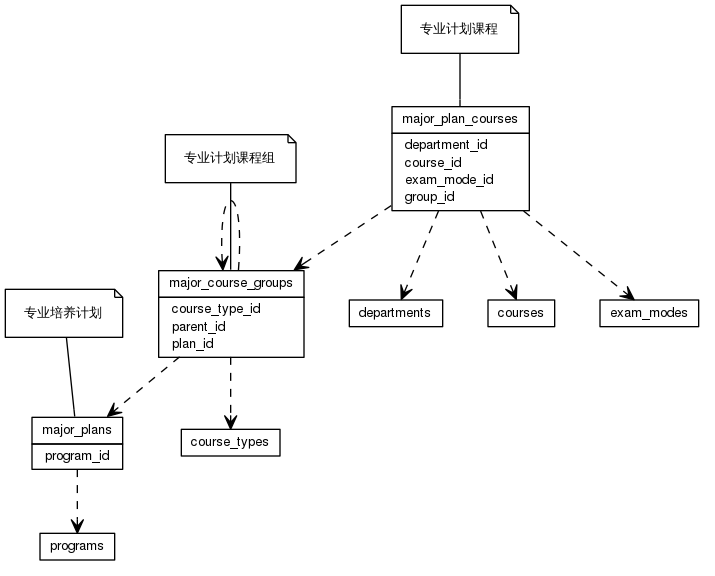 专业计划课程
major_plan_courses
department_id
course_id
exam_mode_id
group_id
专业计划课程组
major_course_groups
course_type_id
parent_id
plan_id
departments
courses
exam_modes
专业培养计划
major_plans
program_id
course_types
programs